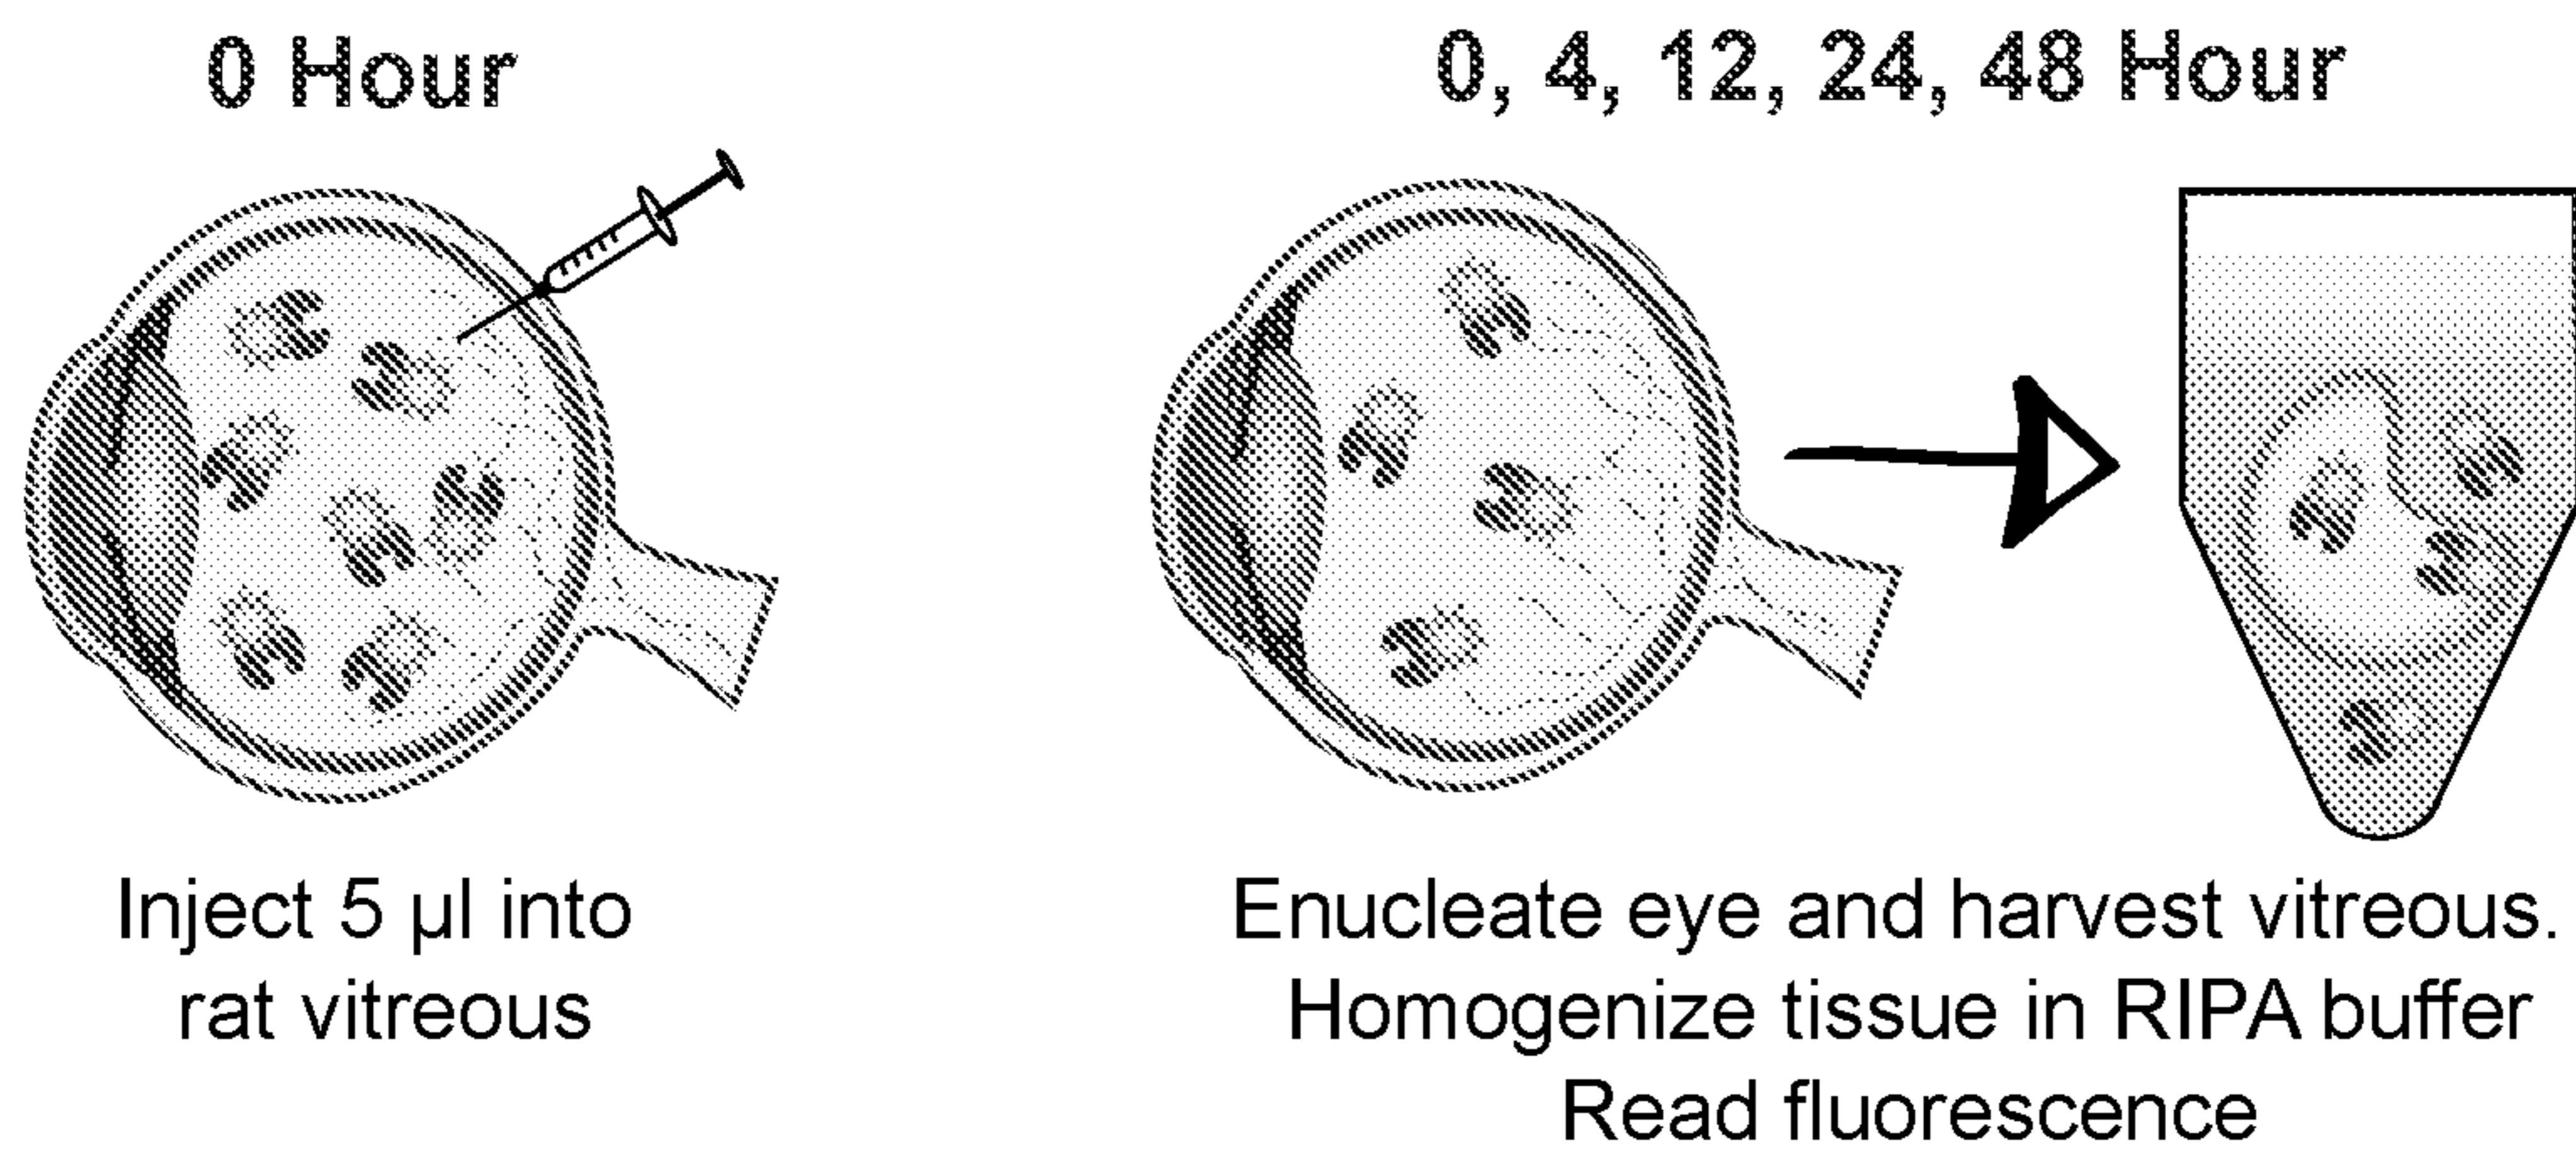 0 Hour
0, 4, 12, 24, 48 Hour
Inject 5 µl into
rat vitreous
Enucleate eye and harvest vitreous.
Homogenize tissue in RIPA buffer
Read fluorescence